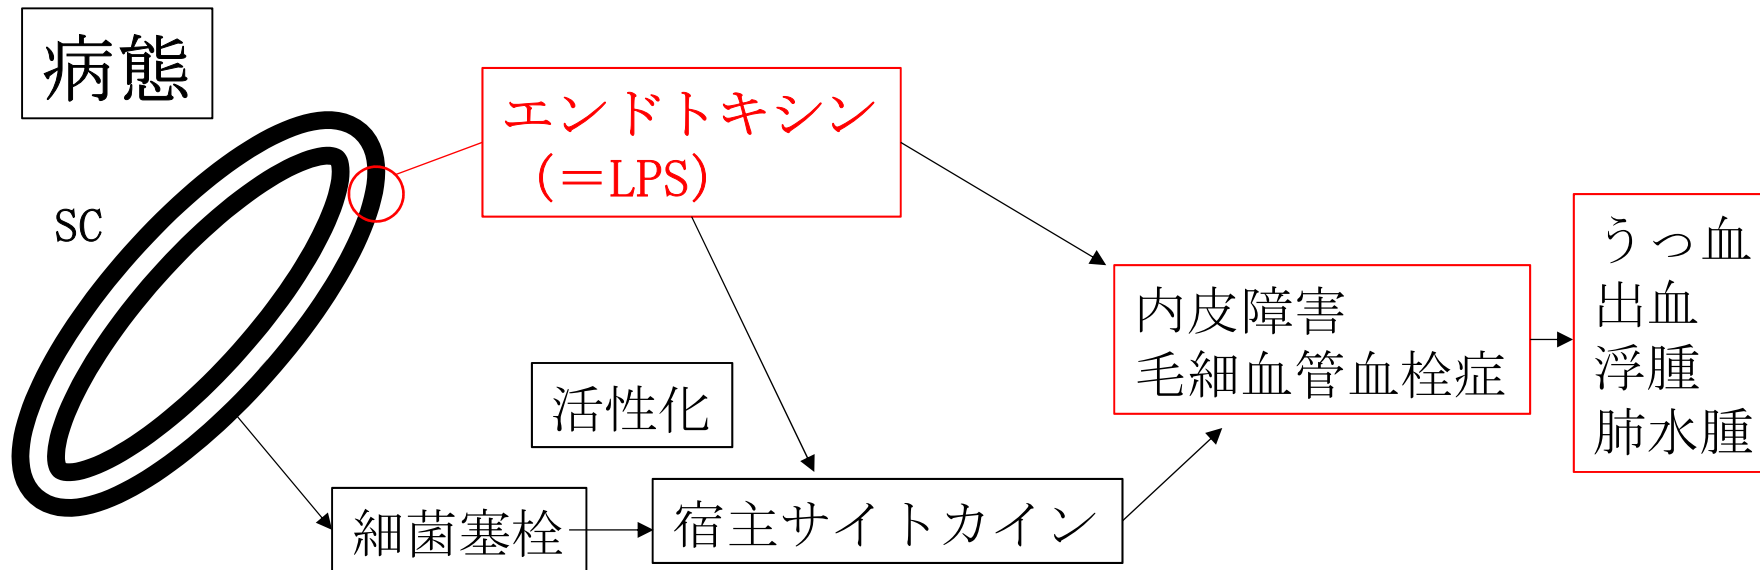 病態
エンドトキシン
(＝LPS)
SC
うっ血
出血
浮腫
肺水腫
内皮障害
毛細血管血栓症
活性化
細菌塞栓
宿主サイトカイン